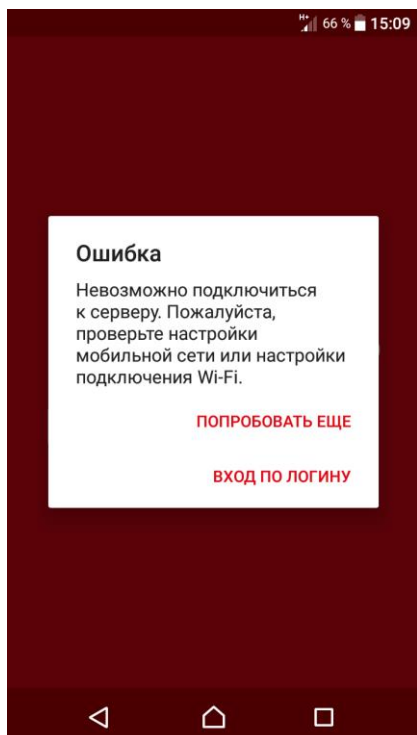 H+ 66 % 15:09
Ошибка
Невозможно подключиться
к серверу. Пожалуйста,
проверьте настройки
мобильной сети или настройки
подключения Wi-Fi.
ПОПРОБОВАТЬ ЕЩЕ
ВХОД ПО ЛОГИНУ